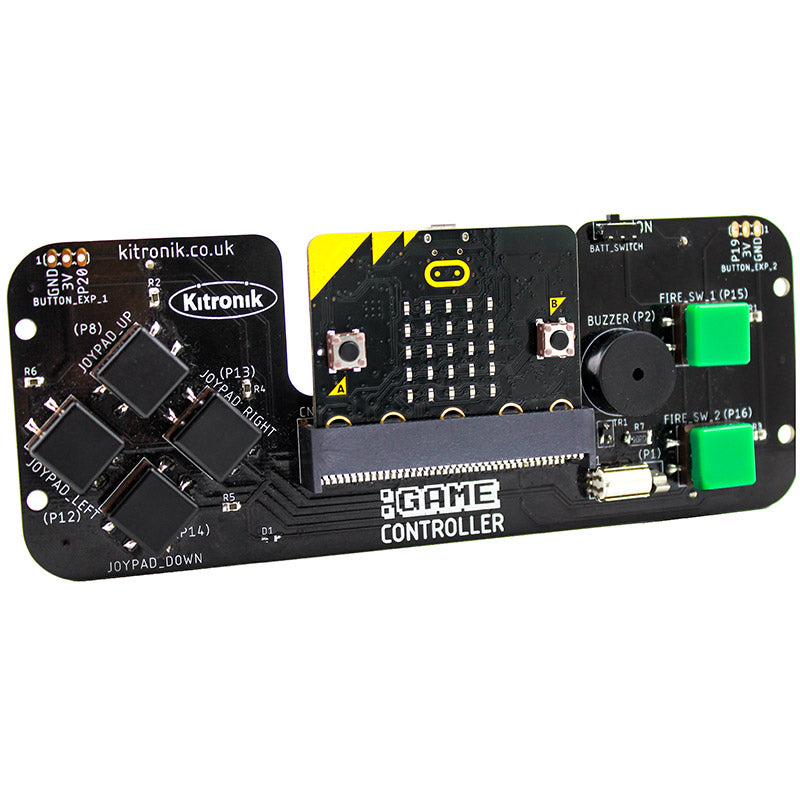 kitronik.co.uk
Kitronik
1
GND
3V
P20
BUTTON_EXP_1
R2
(P8)
JOYPAD_UP
R6
(P13)
JOYPAD_RIGHT
R4
JOYPAD_LEFT
(P12)
R5
(P14)
JOYPAD_DOWN
D1
A
B
:GAME
CONTROLLER
ON
BATT_SWITCH
P19
3V
GND
1
BUTTON_EXP_2
FIRE_SW_1 (P15)
BUZZER (P2)
FIRE_SW_2 (P16)
TR1
R7
R3
(P1)